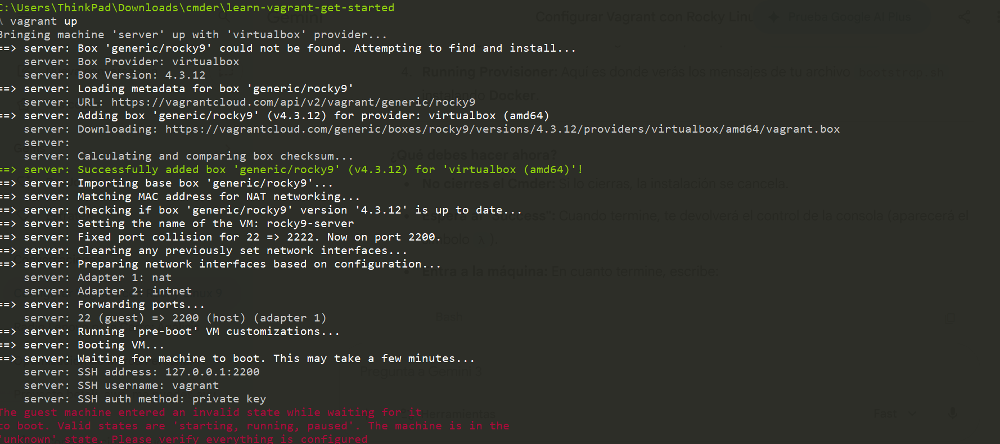 C:\Users\ThinkPad\Downloads\cmder\learn-vagrant-get-started
Gemini
Configurar Vagrant con Rocky Linu
Prueba Google AI Plus
λ vagrant up
Bringing machine 'server' up with 'virtualbox' provider...
==> server: Box 'generic/rocky9' could not be found. Attempting to find and install...
server: Box Provider: virtualbox
server: Box Version: 4.3.12
4. Running Provisioner: Aquí es donde verás los mensajes de tu archivo bootstrap.sh
==> server: Loading metadata for box 'generic/rocky9'
instalando Docker.
server: URL: https://vagrantcloud.com/api/v2/vagrant/generic/rocky9
==> server: Adding box 'generic/rocky9' (v4.3.12) for provider: virtualbox (amd64)
server: Downloading: https://vagrantcloud.com/generic/boxes/rocky9/versions/4.3.12/providers/virtualbox/amd64/vagrant.box
server:
server: Calculating and comparing box checksum...
¿Qué debes hacer ahora?
==> server: Successfully added box 'generic/rocky9' (v4.3.12) for 'virtualbox (amd64)'!
==> server: Importing base box 'generic/rocky9'...
• No cierres el Cmder: Si lo cierras, la instalación se cancela.
==> server: Matching MAC address for NAT networking...
==> server: Checking if box 'generic/rocky9' version '4.3.12' is up to date...
• Espera al "Success": Cuando termine, te devolverá el control de la consola (aparecerá el
==> server: Setting the name of the VM: rocky9-server
==> server: Fixed port collision for 22 => 2222. Now on port 2200.
símbolo λ ).
==> server: Clearing any previously set network interfaces...
==> server: Preparing network interfaces based on configuration...
• Entra a la máquina: En cuanto termine, escribe:
server: Adapter 1: nat
server: Adapter 2: intnet
==> server: Forwarding ports...
server: 22 (guest) => 2200 (host) (adapter 1)
Bash
==> server: Running 'pre-boot' VM customizations...
==> server: Booting VM...
==> server: Waiting for machine to boot. This may take a few minutes...
server: SSH address: 127.0.0.1:2200
Pregunta a Gemini 3
server: SSH username: vagrant
server: SSH auth method: private key
The guest machine entered an invalid state while waiting for it
Herramientas
Fast
to boot. Valid states are 'starting, running, paused'. The machine is in the
'unknown' state. Please verify everything is configured